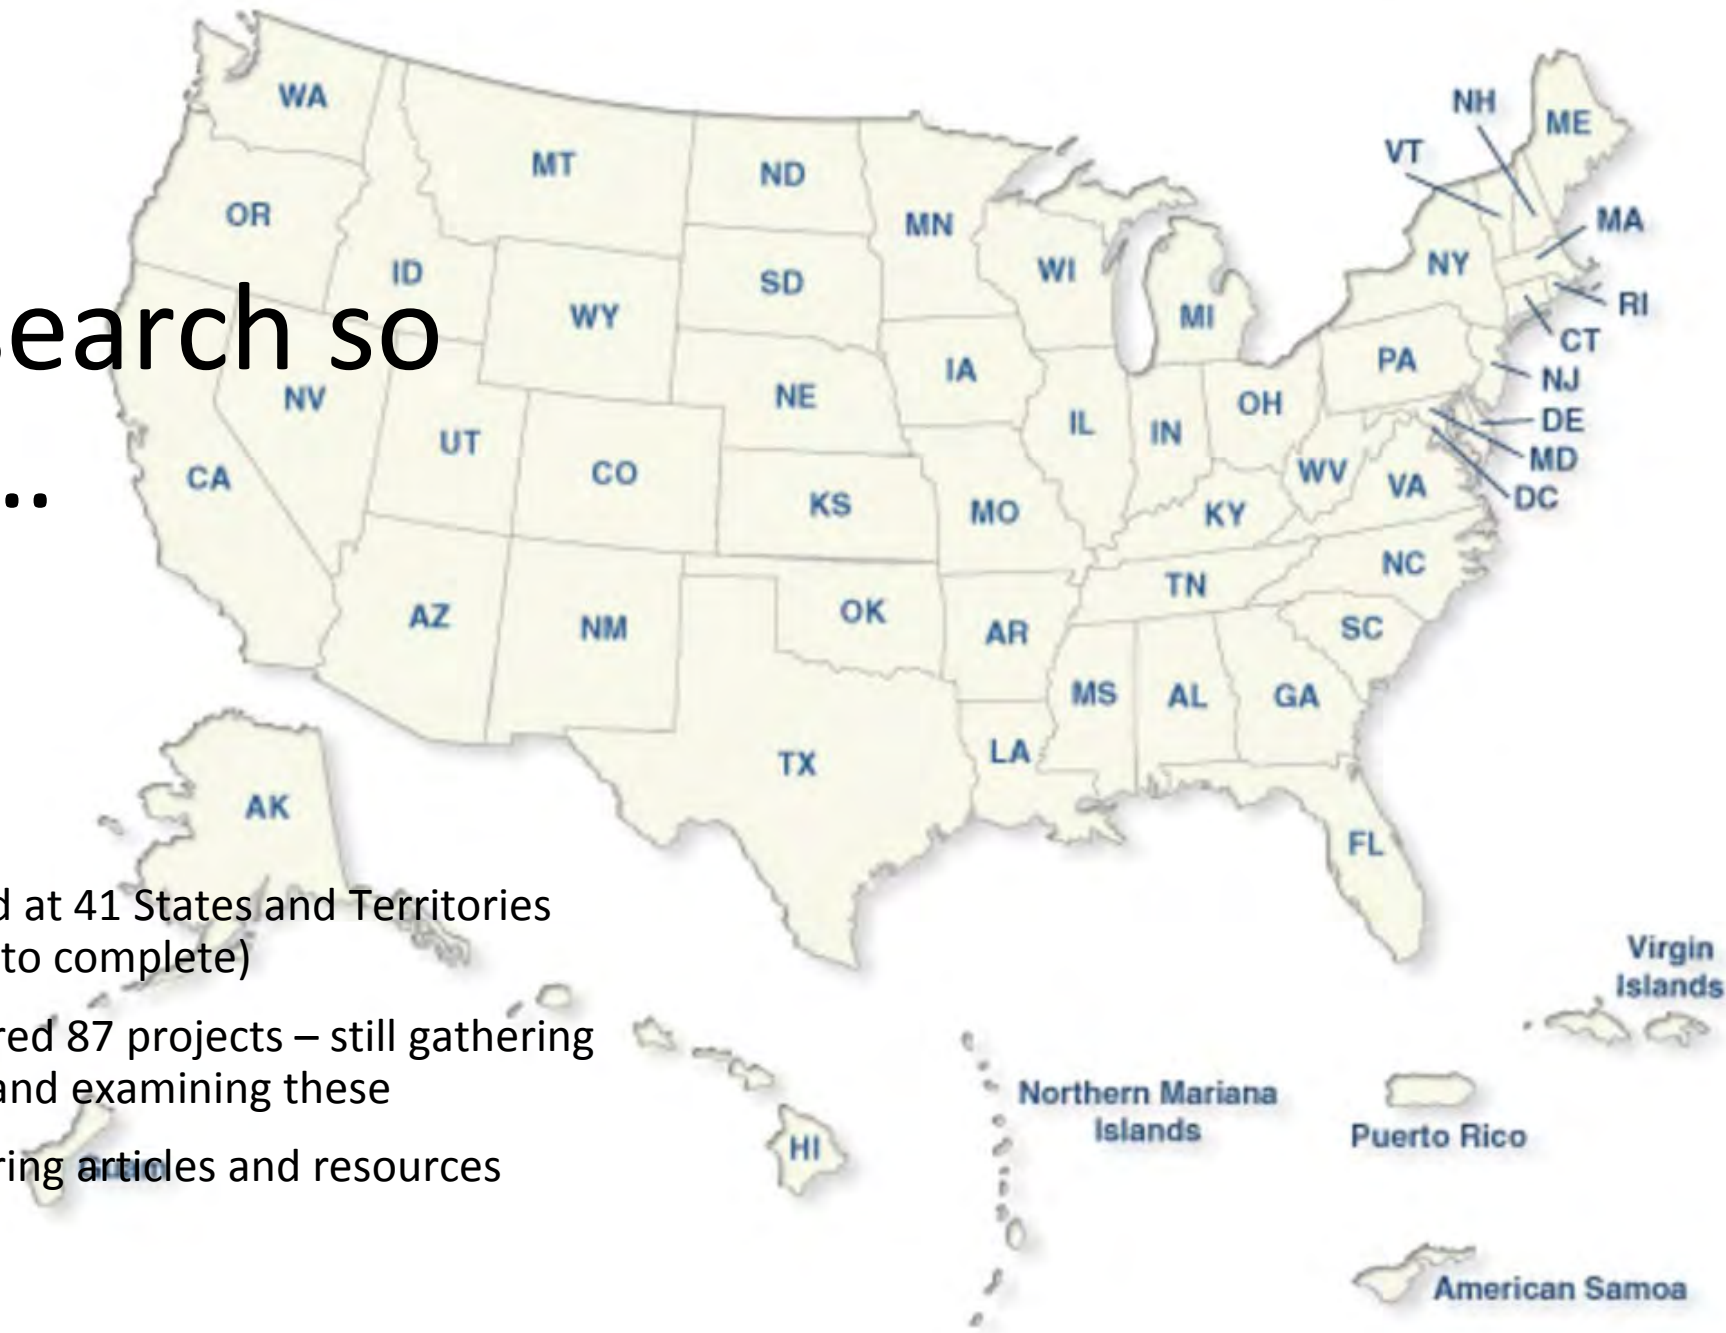 WA
MT
ND
MN
OR
ID
WY
SD
WI
MI
NY
VT
NH
ME
MA
RI
CT
NJ
DE
MD
DC
search so
..
NV
UT
CO
NE
IA
IL
IN
OH
PA
CA
KS
MO
KY
WV
VA
AZ
NM
OK
AR
TN
NC
SC
TX
LA
MS
AL
GA
FL
AK
HI
d at 41 States and Territories
to complete)
red 87 projects – still gathering
and examining these
ring articles and resources
Northern Mariana
Islands
Virgin
Islands
Puerto Rico
American Samoa